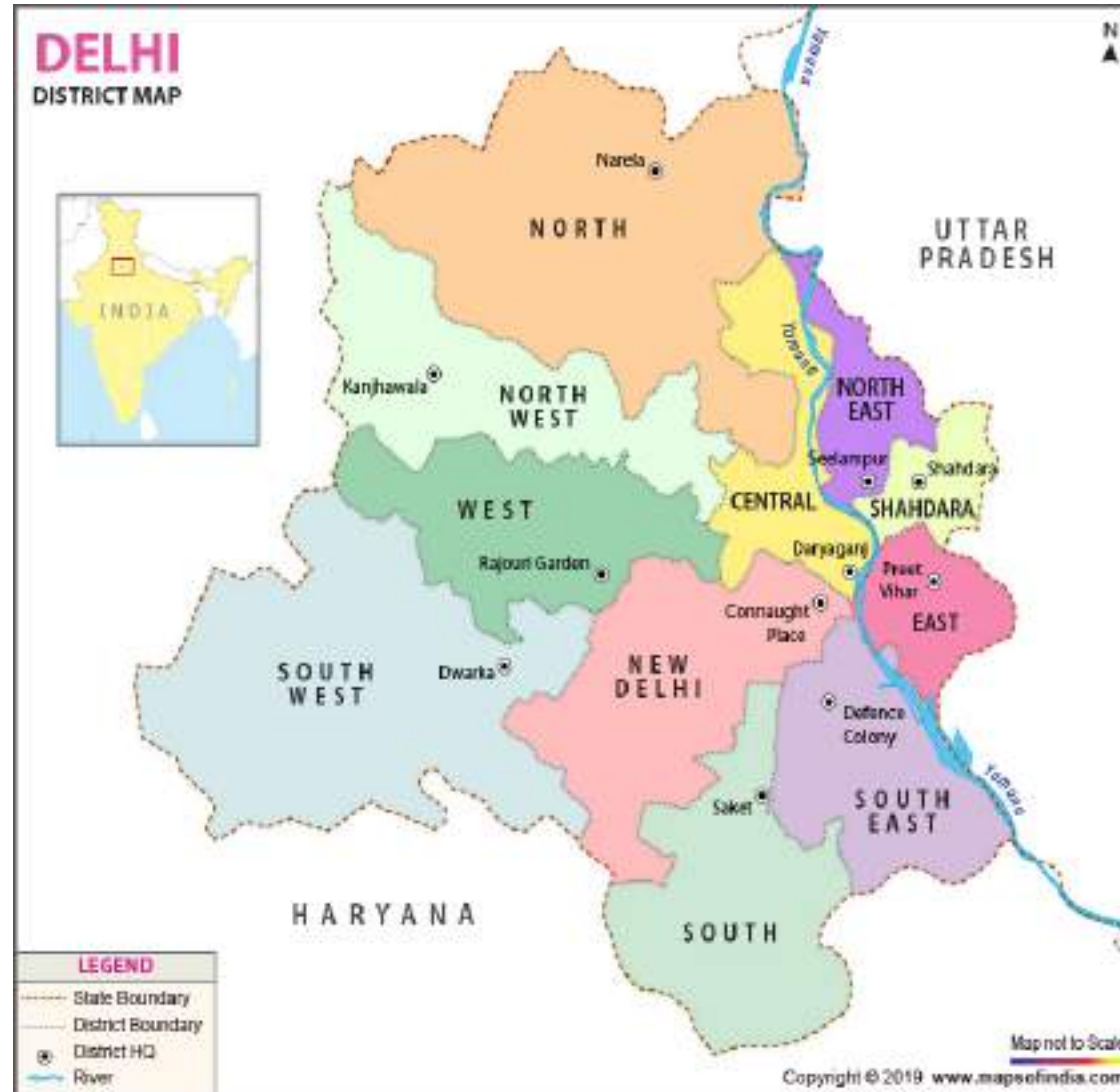 DELHI
DISTRICT MAP
N
Yamuna
Narela
NORTH
UTTAR
PRADESH
INDIA
Yamuna
Kanjhawala
NORTH
WEST
NORTH
EAST
Seelampur
Shahdara
WEST
CENTRAL
SHAHDARA
Rajouri Garden
Daryaganj
Preet
Vihar
Connaught
Place
EAST
SOUTH
WEST
Dwarka
NEW
DELHI
Defence
Colony
Yamuna
Saket
SOUTH
EAST
HARYANA
SOUTH
LEGEND
State Boundary
District Boundary
District HQ
River
Map not to Scale
Copyright © 2019 www.mapsofindia.com